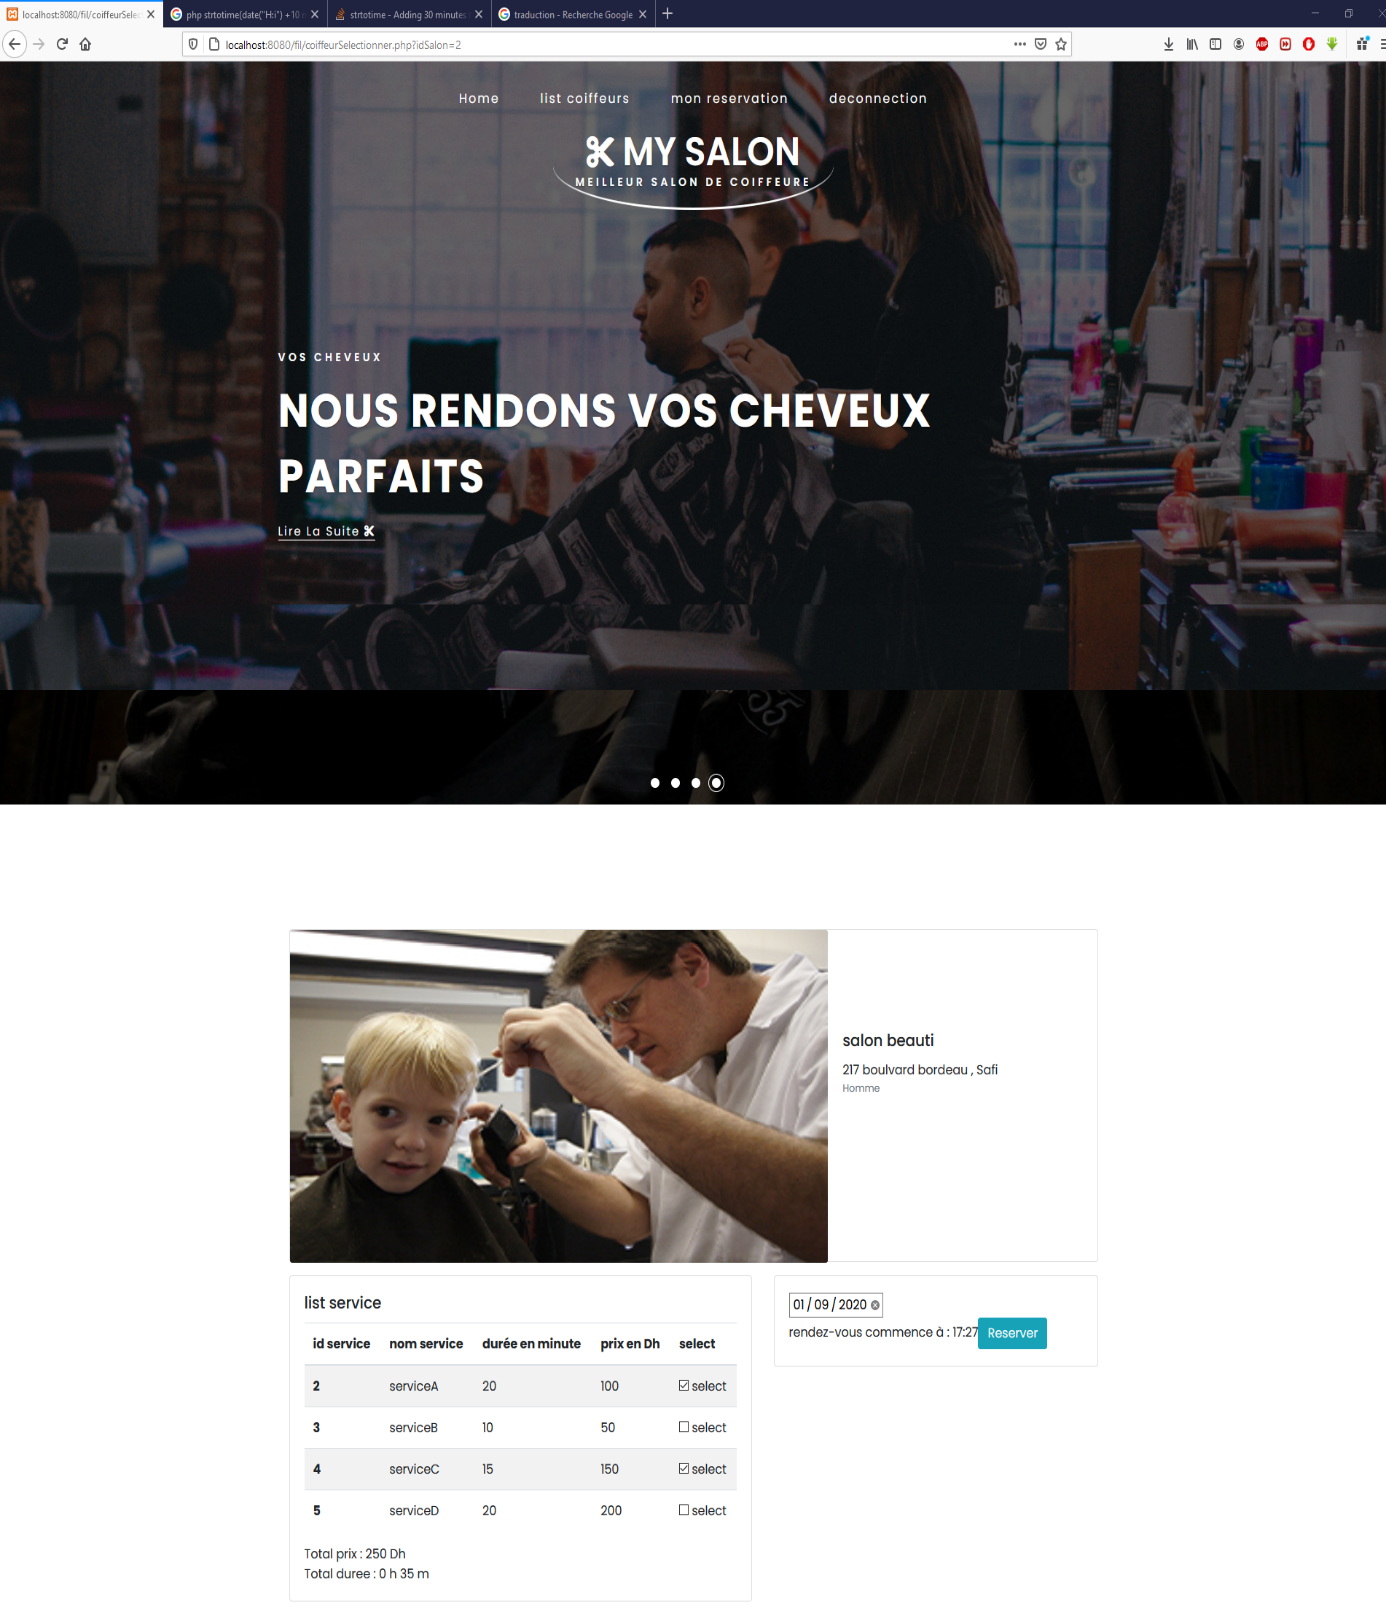 localhost:8080/fil/coiffeurSelec
php strtotime(date("H:i") + 10 m
strtotime - Adding 30 minutes
traduction - Recherche Google
localhost:8080/fil/coiffeurSelectionner.php?idSalon=2
ABP
Home list coiffeurs mon reservation deconnection
MY SALON
MEILLEUR SALON DE COIFFEURE
VOS CHEVEUX
NOUS RENDONS VOS CHEVEUX
PARFAITS
Lire La Suite
salon beauti
217 boulvard bordeau , Safi
Homme
list service
id service nom service durée en minute prix en Dh select
2 serviceA 20 100 select
3 serviceB 10 50 select
4 serviceC 15 150 select
5 serviceD 20 200 select
Total prix : 250 Dh
Total duree : 0 h 35 m
01 / 09 / 2020
rendez-vous commence à : 17:27 Reserver